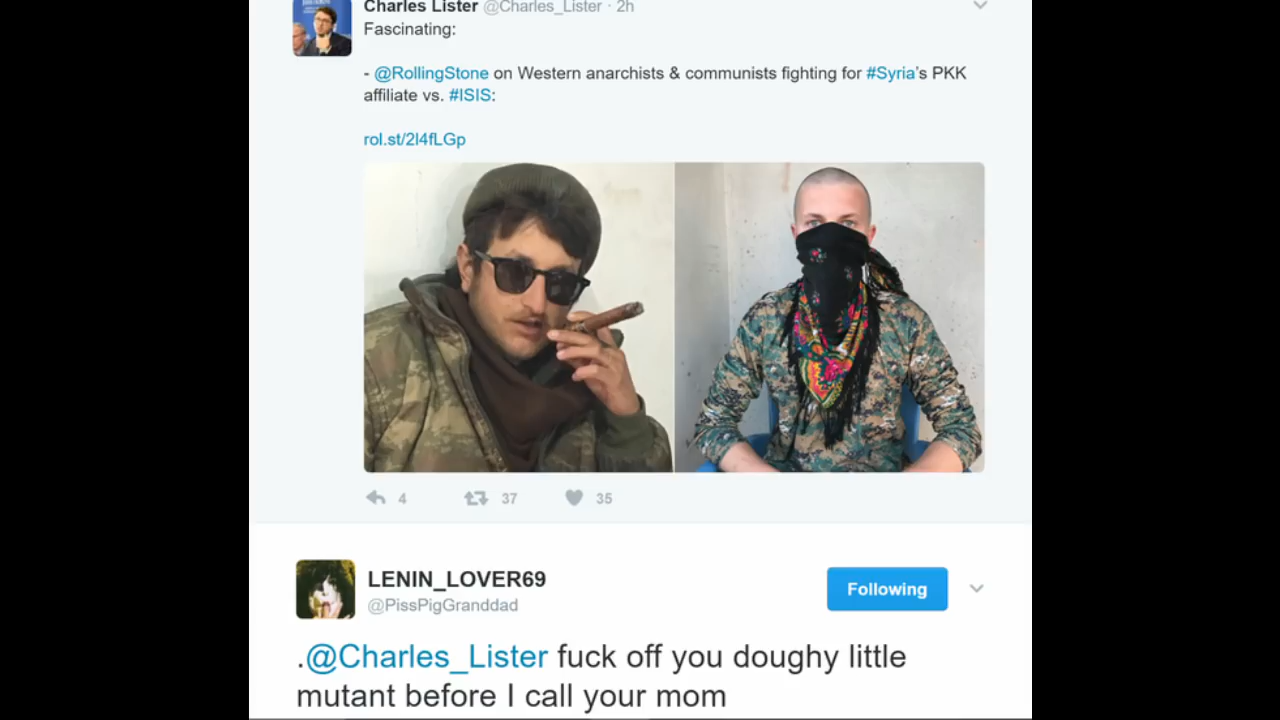 Charles Lister @Charles_Lister · 2h
Fascinating:
- @RollingStone on Western anarchists & communists fighting for #Syria's PKK
affiliate vs. #ISIS:
rol.st/2l4fLGp
4 37 35
LENIN_LOVER69
@PissPigGranddad
Following
.@Charles_Lister fuck off you doughy little
mutant before I call your mom